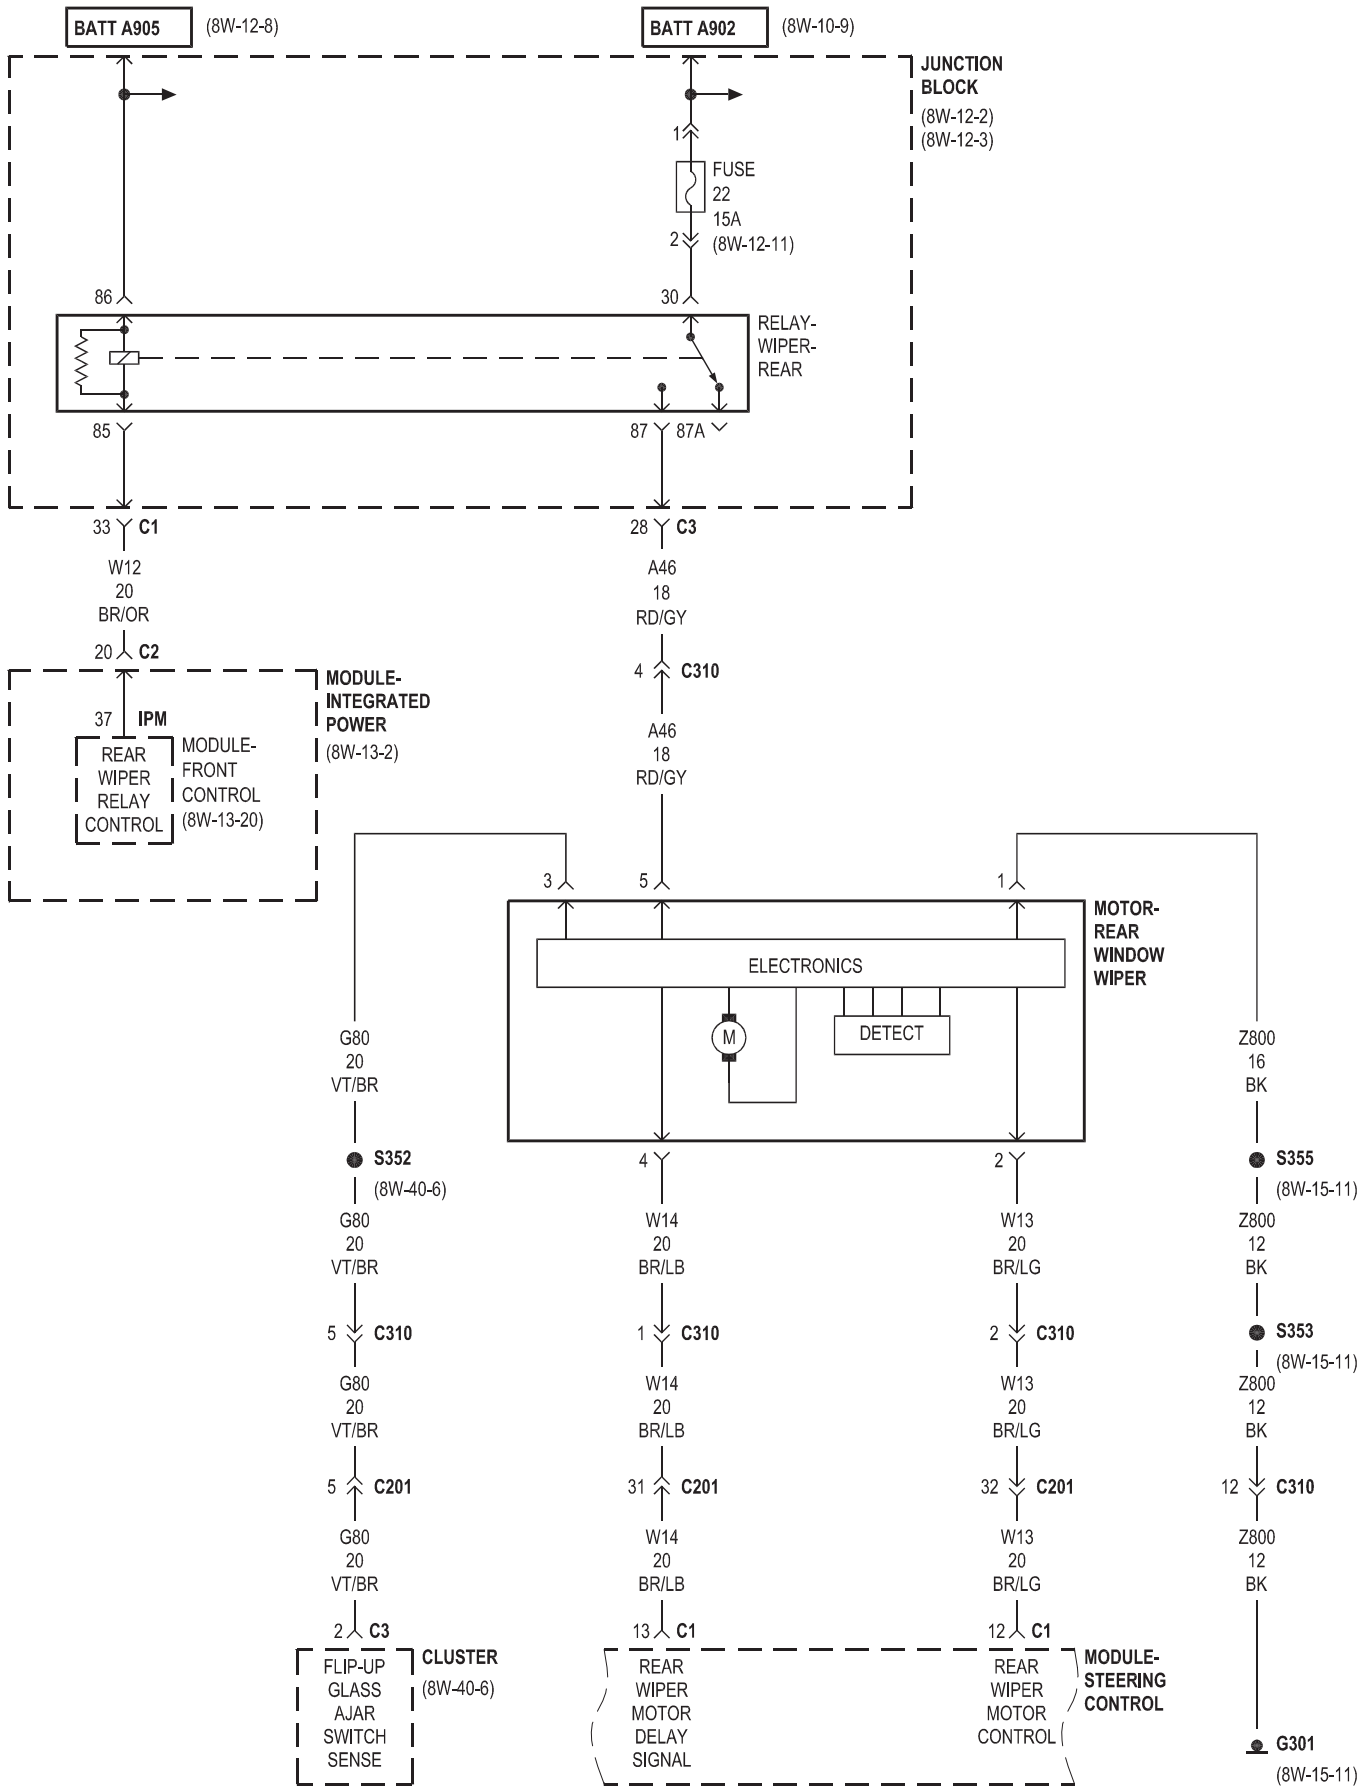 BATT A905
(8W-12-8)
BATT A902
(8W-10-9)
JUNCTION
BLOCK
(8W-12-2)
(8W-12-3)
1
FUSE
22
15A
(8W-12-11)
2
86
30
RELAY-
WIPER-
REAR
85
87
87A
33
C1
28
C3
W12
20
BR/OR
A46
18
RD/GY
20
C2
4
C310
MODULE-
INTEGRATED
POWER
(8W-13-2)
37
IPM
REAR
WIPER
RELAY
CONTROL
MODULE-
FRONT
CONTROL
(8W-13-20)
A46
18
RD/GY
3
5
1
MOTOR-
REAR
WINDOW
WIPER
ELECTRONICS
M
DETECT
G80
20
VT/BR
Z800
16
BK
4
2
S352
(8W-40-6)
S355
(8W-15-11)
G80
20
VT/BR
W14
20
BR/LB
W13
20
BR/LG
Z800
12
BK
5
C310
1
C310
2
C310
S353
(8W-15-11)
G80
20
VT/BR
W14
20
BR/LB
W13
20
BR/LG
Z800
12
BK
5
C201
31
C201
32
C201
12
C310
G80
20
VT/BR
W14
20
BR/LB
W13
20
BR/LG
Z800
12
BK
2
C3
13
C1
12
C1
FLIP-UP
GLASS
AJAR
SWITCH
SENSE
CLUSTER
(8W-40-6)
REAR
WIPER
MOTOR
DELAY
SIGNAL
REAR
WIPER
MOTOR
CONTROL
MODULE-
STEERING
CONTROL
G301
(8W-15-11)